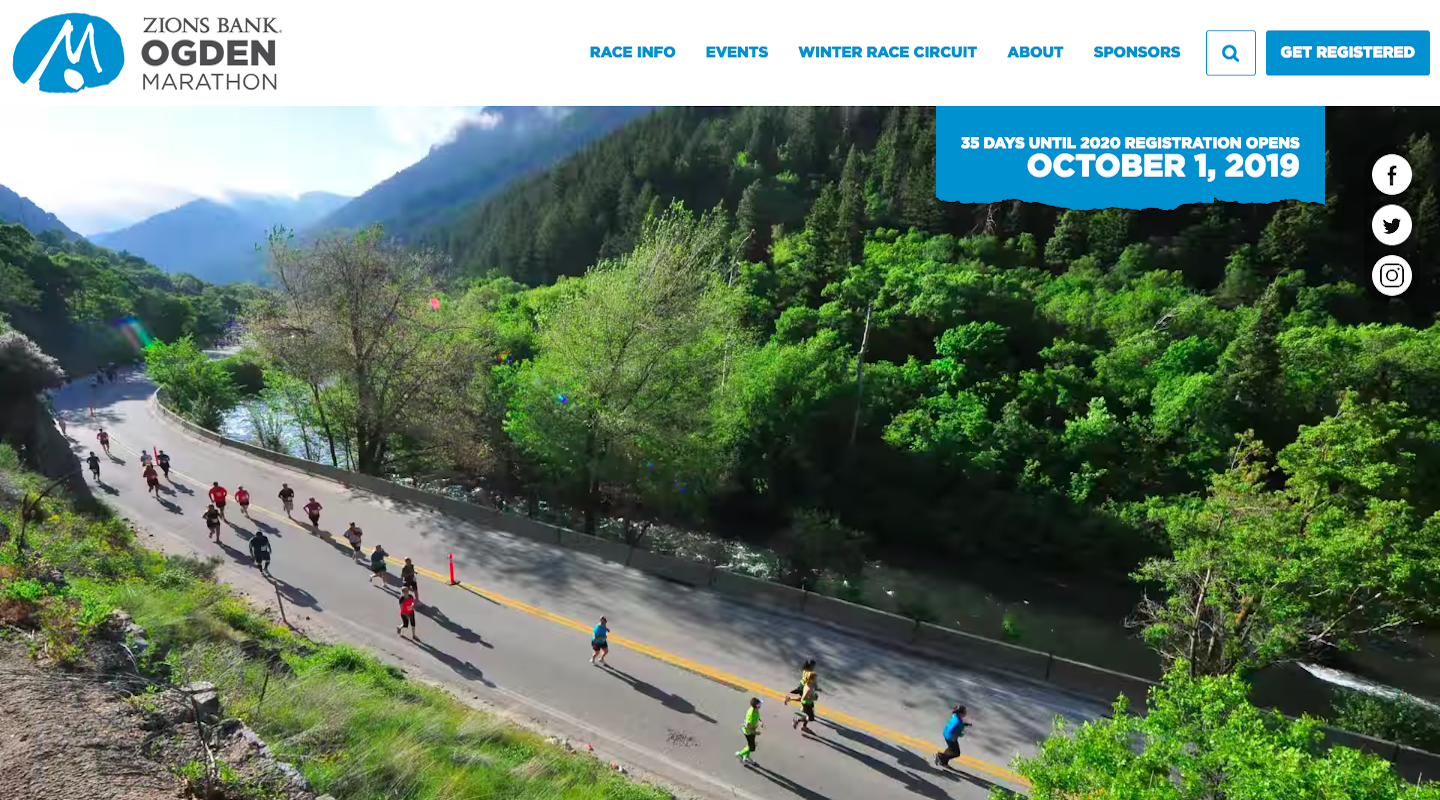 ZIONS BANK®
OGDEN
MARATHON
RACE INFO
EVENTS
WINTER RACE CIRCUIT
ABOUT
SPONSORS
GET REGISTERED
35 DAYS UNTIL 2020 REGISTRATION OPENS
OCTOBER 1, 2019